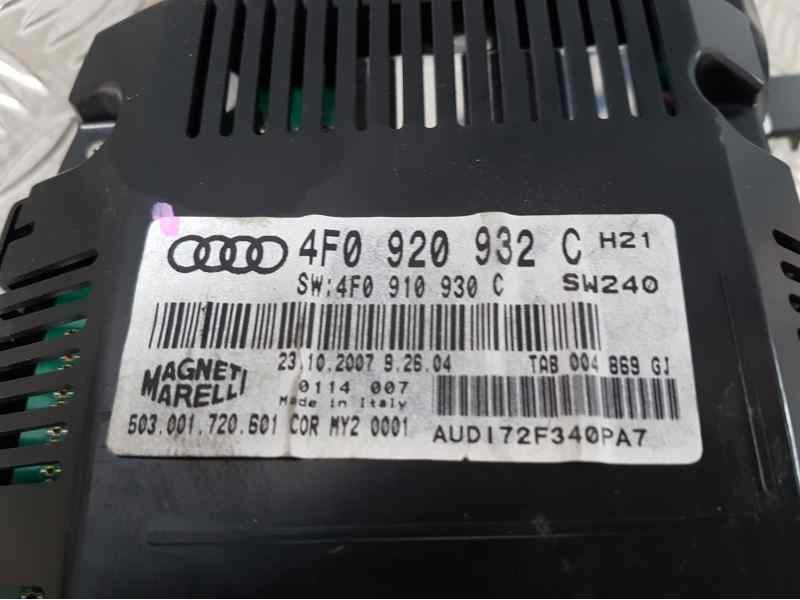 4F0 920 932 C H21
SW:4F0 910 930 C SW240
23.10.2007 9.26.04 TAB 004 869 GJ
MAGNETI MARELLI
0114 007
Made in Italy
503.001.720.601 COR MY2 0001 AUDI72F340PA7